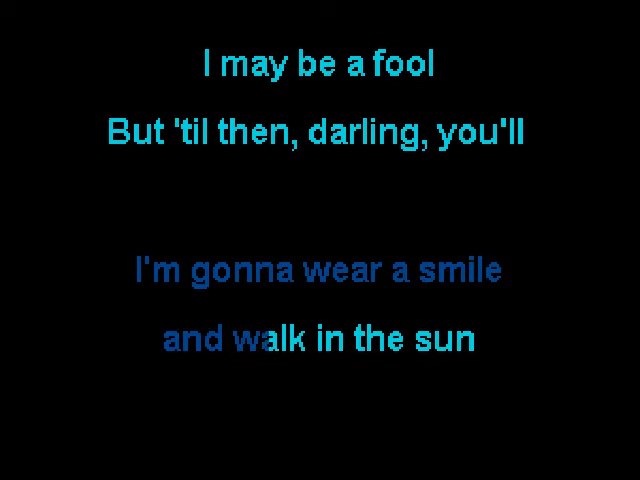 I may be a fool
But 'til then, darling, you'll
I'm gonna wear a smile
and walk in the sun